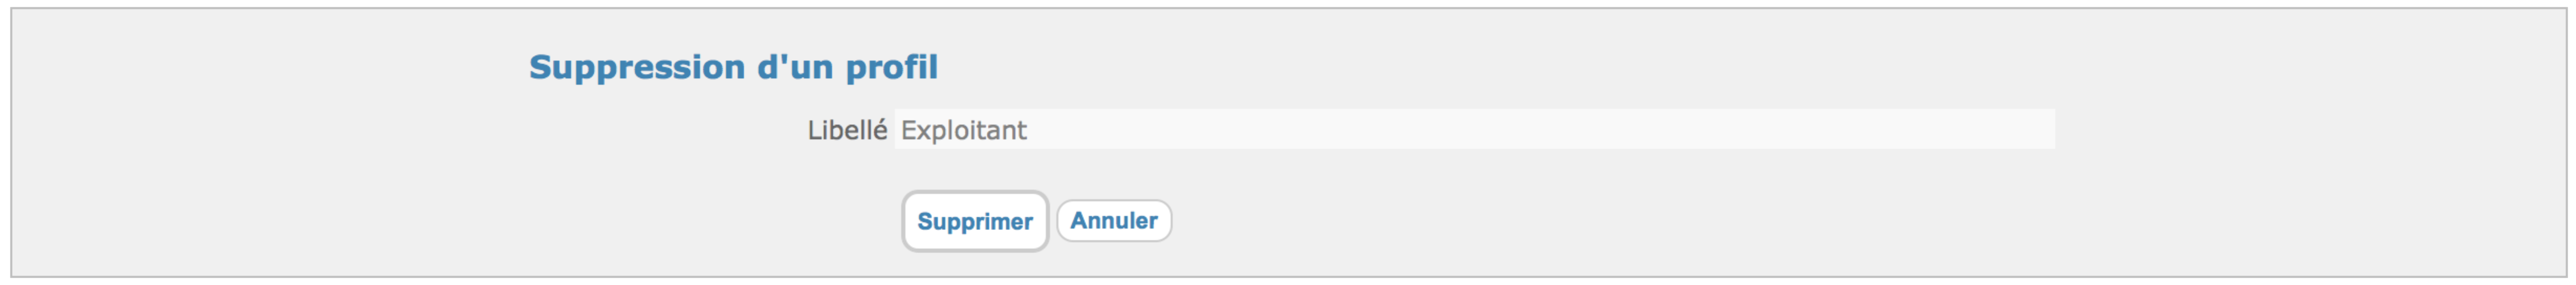 Suppression d'un profil
Libellé Exploitant
Supprimer Annuler